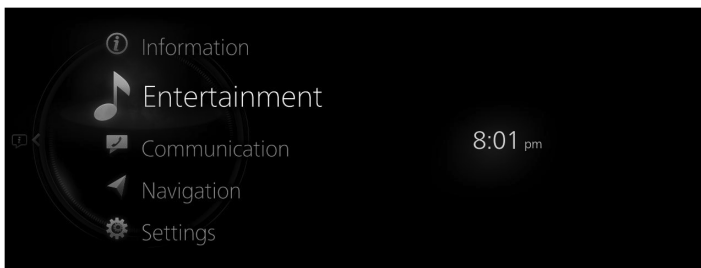 Information
Entertainment
Communication
8:01 pm
Navigation
Settings